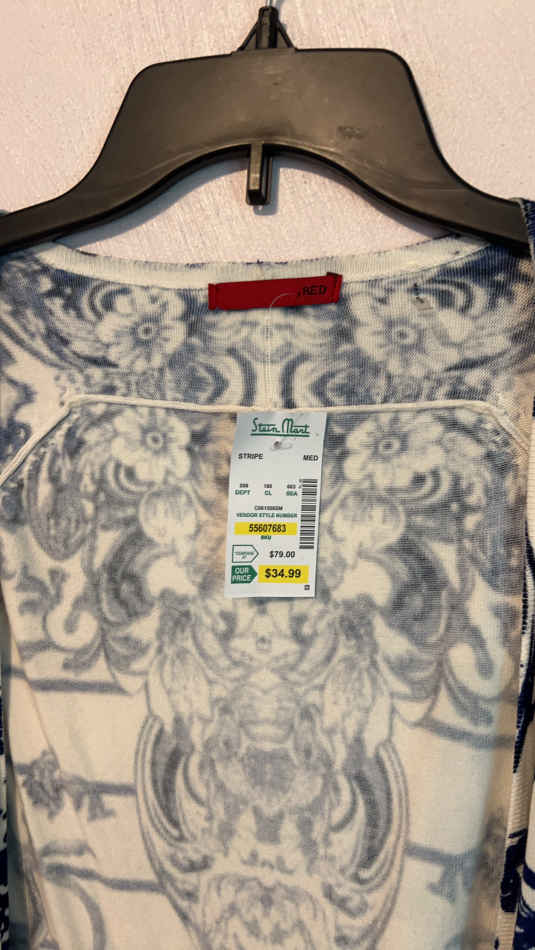 .RED
Stein Mart
STRIPE MED
DEPT CL SEA
VENDOR STYLE NUMBER
55607683
SKU
$79.00
OUR
PRICE $34.99